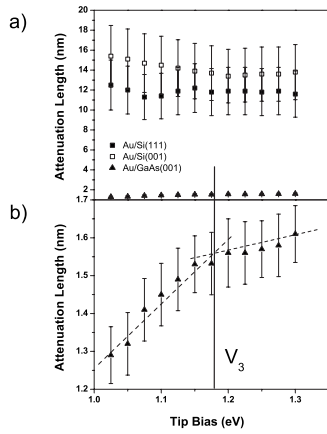 a)
Attenuation Length (nm)
20
18
16
14
12
10
8
6
4
2
Au/Si(111)
Au/Si(001)
Au/GaAs(001)
b)
Attenuation Length (nm)
1.7
1.6
1.5
1.4
1.3
1.2
V3
1.0 1.1 1.2 1.3 1.4
Tip Bias (eV)